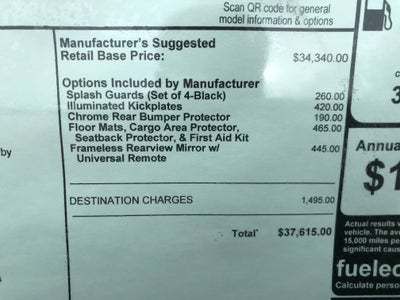 Scan QR code for general
model information & options
Manufacturer's Suggested
Retail Base Price: $34,340.00
Options Included by Manufacturer
Splash Guards (Set of 4-Black) 260.00
Illuminated Kickplates 420.00
Chrome Rear Bumper Protector 190.00
Floor Mats, Cargo Area Protector, 465.00
Seatback Protector, & First Aid Kit
Frameless Rearview Mirror w/ 445.00
Universal Remote
by
DESTINATION CHARGES 1,495.00
Total* $37,615.00
3
Annua
$1
Actual results v
vehicle. The ave
15,000 miles pe
significant caus
fuelec
Calculate perso